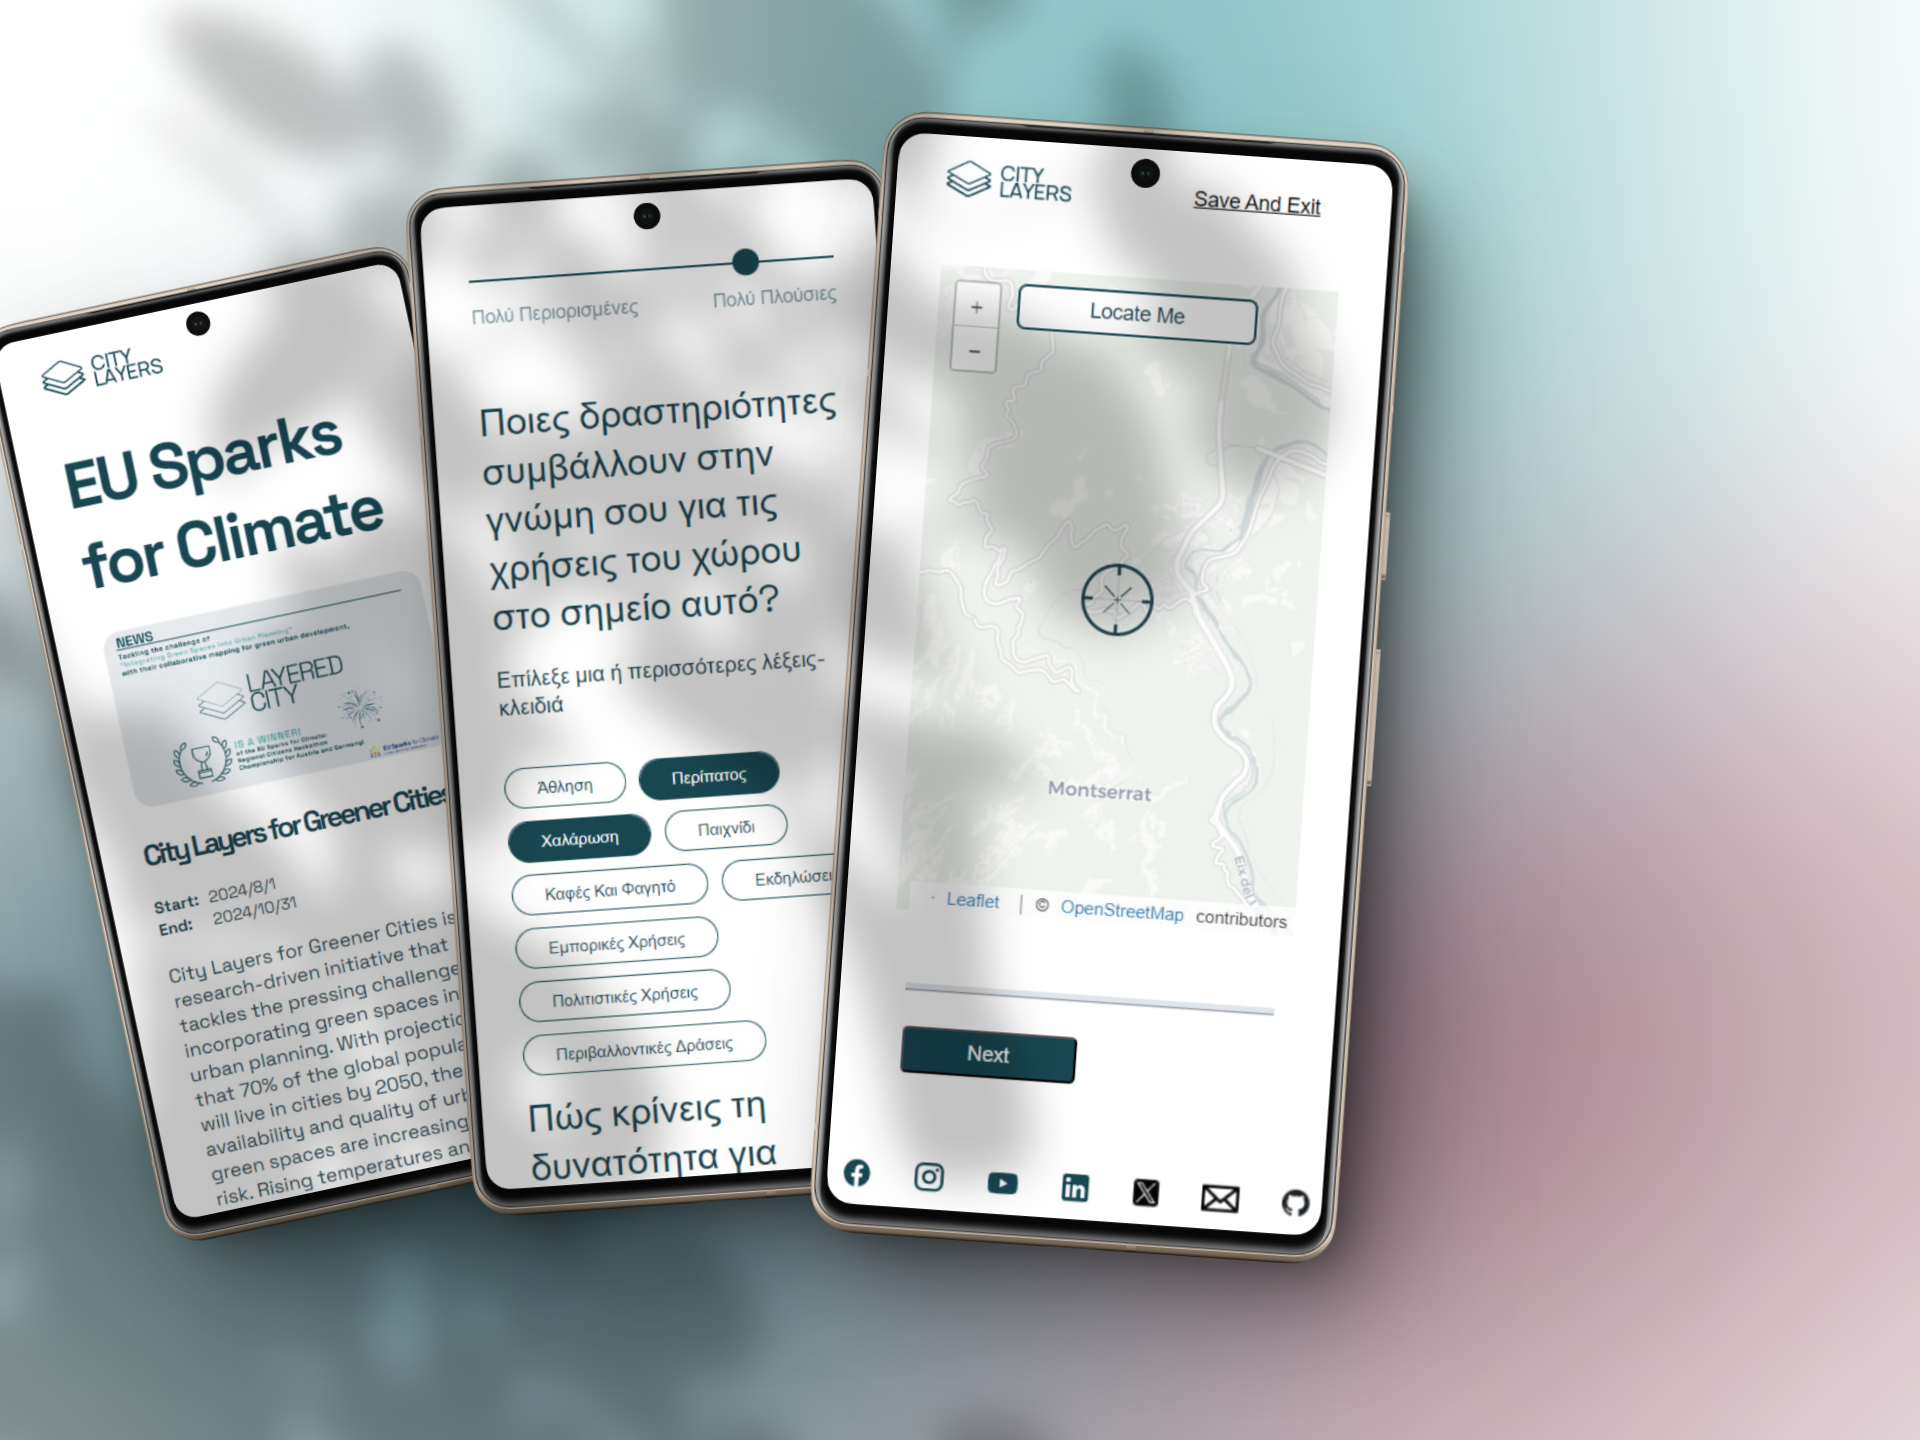 CITY
LAYERS
EU Sparks
for Climate
NEWS
Tackling the challenge of
"Integrating Green Spaces Into Urban Planning"
with their collaborative mapping for green urban development.
LAYERED
CITY
IS A WINNER!
of the EU Sparks for Climate:
Regional Citizens Hackathon
Championship for Austria and Germany!
EU Sparks for Climate
City Layers for Greener Cities
Start: 2024/8/1
End: 2024/10/31
City Layers for Greener Cities is
research-driven initiative that
tackles the pressing challenge
incorporating green spaces in
urban planning. With projectio
that 70% of the global popula
will live in cities by 2050, the
availability and quality of urb
green spaces are increasing
risk. Rising temperatures an
Πολύ Περιορισμένες
Πολύ Πλούσιες
Ποιες δραστηριότητες
συμβάλλουν στην
γνώμη σου για τις
χρήσεις του χώρου
στο σημείο αυτό?
Επίλεξε μια ή περισσότερες λέξεις-
κλειδιά
Άθληση
Περίπατος
Χαλάρωση
Παιχνίδι
Καφές Και Φαγητό
Εκδηλώσει
Εμπορικές Χρήσεις
Πολιτιστικές Χρήσεις
Περιβαλλοντικές Δράσεις
Πώς κρίνεις τη
δυνατότητα για
CITY
LAYERS
Save And Exit
+
Locate Me
−
Montserrat
Eix del
· Leaflet | © OpenStreetMap contributors
Next